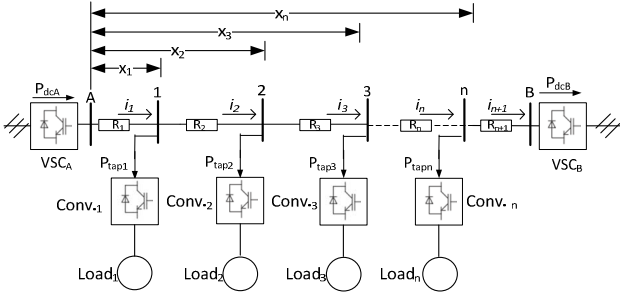 xn
x3
x2
x1
PdcA A i1 1 i2 2 i3 3 in n in+1 B PdcB
R1 R2 R3 Rn Rn+1
VSCA VSCB
Ptap1 Ptap2 Ptap3 Ptapn
Conv-1 Conv-2 Conv-3 Conv- n
Load1 Load2 Load3 Loadn